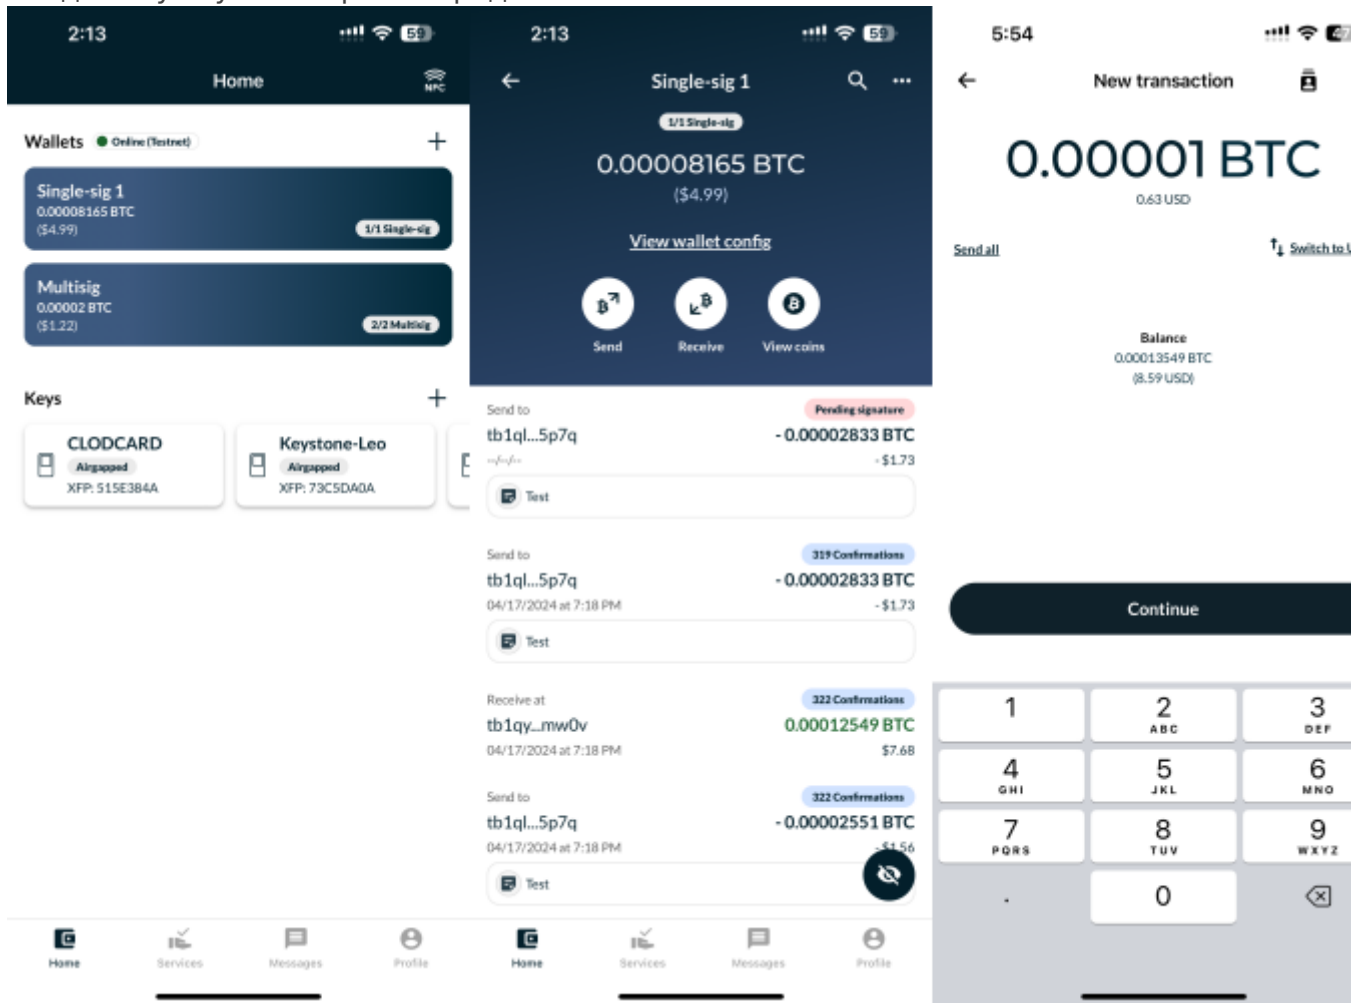 2:13
59
Home
NFC
Wallets
Online (Testnet)
Single-sig 1
0.00008165 BTC
($4.99)
1/1 Single-sig
Multisig
0.00002 BTC
($1.22)
2/2 Multisig
Keys
CLODCARD
Airgapped
XFP: 515E384A
Keystone-Leo
Airgapped
XFP: 73C5DA0A
Home
Services
Messages
Profile
2:13
59
Single-sig 1
1/1 Single-sig
0.00008165 BTC
($4.99)
View wallet config
Send
Receive
View coins
Send to
Pending signature
tb1ql...5p7q
- 0.00002833 BTC
--/--/--
- $1.73
Test
Send to
319 Confirmations
tb1ql...5p7q
- 0.00002833 BTC
04/17/2024 at 7:18 PM
- $1.73
Test
Receive at
322 Confirmations
tb1qy...mw0v
0.00012549 BTC
04/17/2024 at 7:18 PM
$7.68
Send to
322 Confirmations
tb1ql...5p7q
- 0.00002551 BTC
04/17/2024 at 7:18 PM
- $1.56
Test
Home
Services
Messages
Profile
5:54
47
New transaction
0.00001 BTC
0.63 USD
Send all
Switch to U
Balance
0.00013549 BTC
(8.59 USD)
Continue
1
2
ABC
3
DEF
4
GHI
5
JKL
6
MNO
7
PQRS
8
TUV
9
WXYZ
.
0